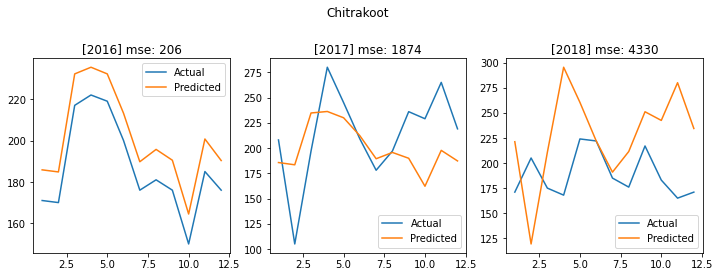 Chitrakoot
[2016] mse: 206
Actual
Predicted
220
200
180
160
2.5 5.0 7.5 10.0 12.5
[2017] mse: 1874
275
250
225
200
175
150
125
100
Actual
Predicted
2.5 5.0 7.5 10.0 12.5
[2018] mse: 4330
300
275
250
225
200
175
150
125
Actual
Predicted
2.5 5.0 7.5 10.0 12.5